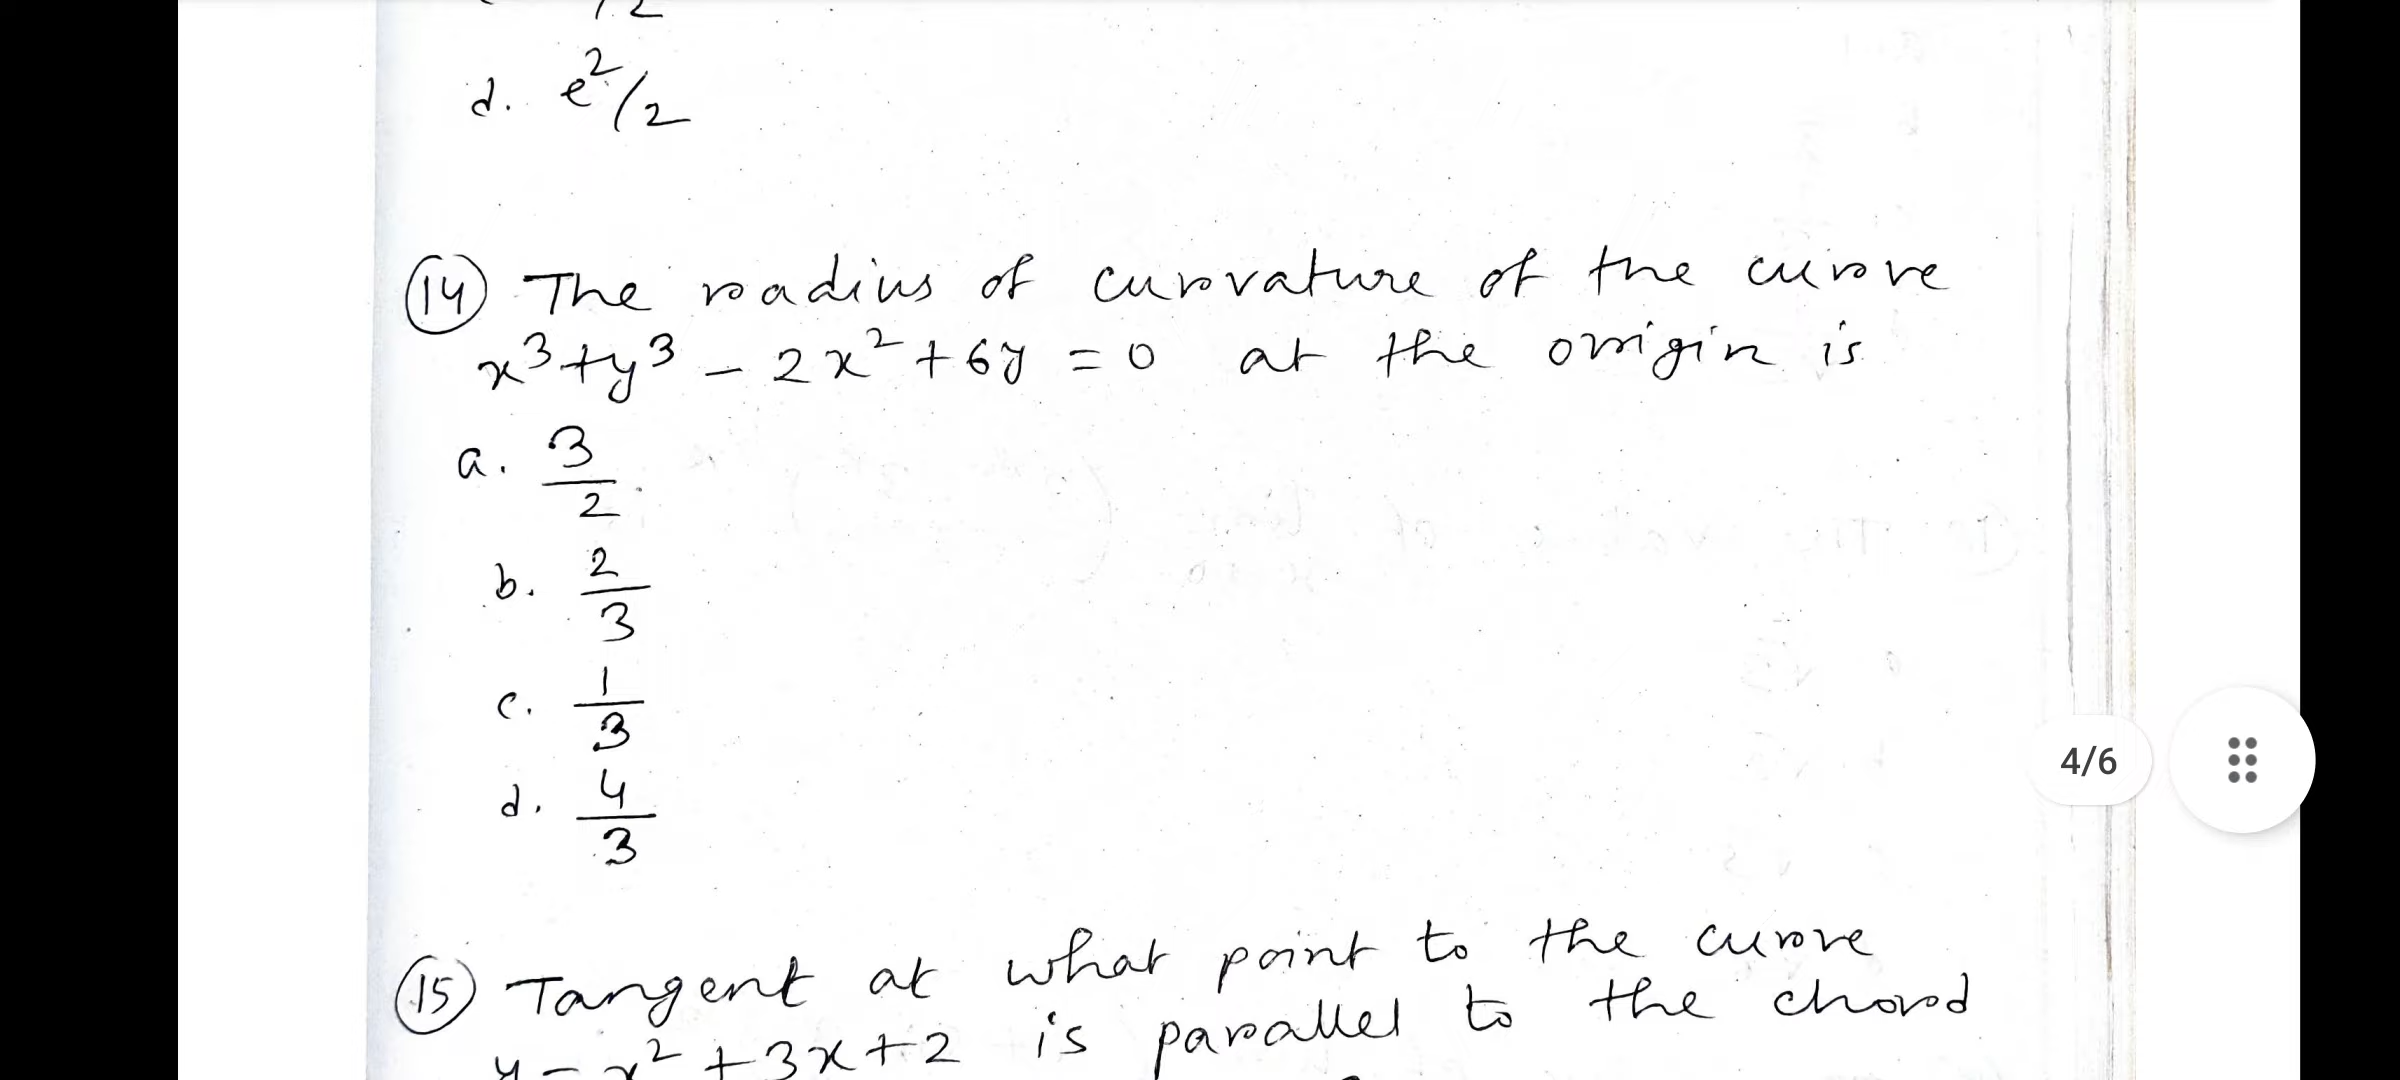 d. e²/2
(14) The radius of curvature of the curve
x³+y³ - 2x² + 6y = 0 at the origin is
a. 3/2
b. 2/3
c. 1/3
d. 4/3
4/6
(15) Tangent at what point to the curve
y = x² + 3x + 2 is parallel to the chord